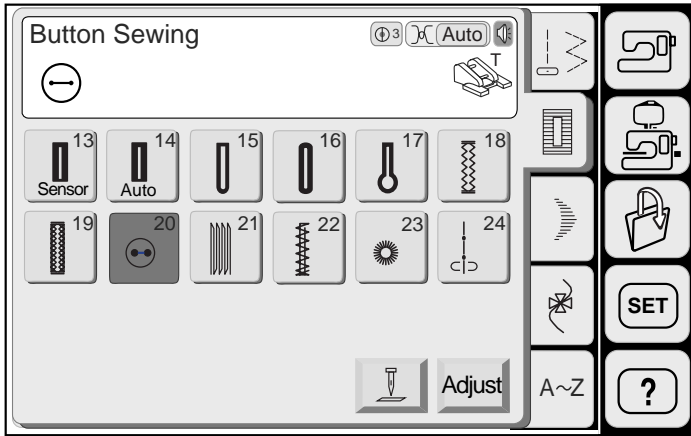 Button Sewing
3 Auto
T
13 14 15 16 17 18
Sensor Auto
19 20 21 22 23 24
Adjust
A~Z
SET
?